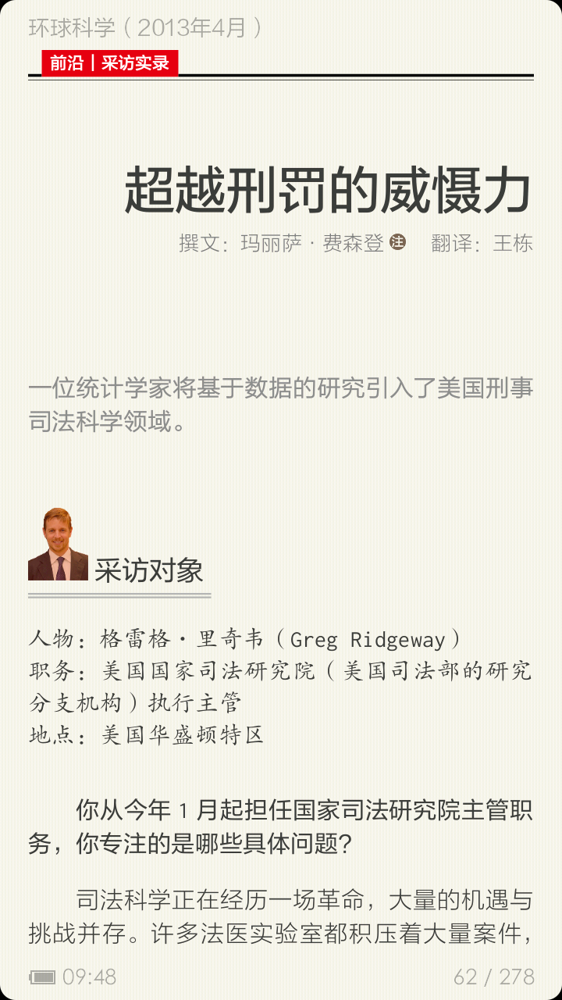 环球科学（2013年4月）
前沿｜采访实录
超越刑罚的威慑力
撰文：玛丽萨·费森登 注 翻译：王栋
一位统计学家将基于数据的研究引入了美国刑事
司法科学领域。
采访对象
人物：格雷格·里奇韦（Greg Ridgeway）
职务：美国国家司法研究院（美国司法部的研究
分支机构）执行主管
地点：美国华盛顿特区
你从今年 1 月起担任国家司法研究院主管职
务，你专注的是哪些具体问题?
司法科学正在经历一场革命，大量的机遇与
挑战并存。许多法医实验室都积压着大量案件，
09:48
62 / 278